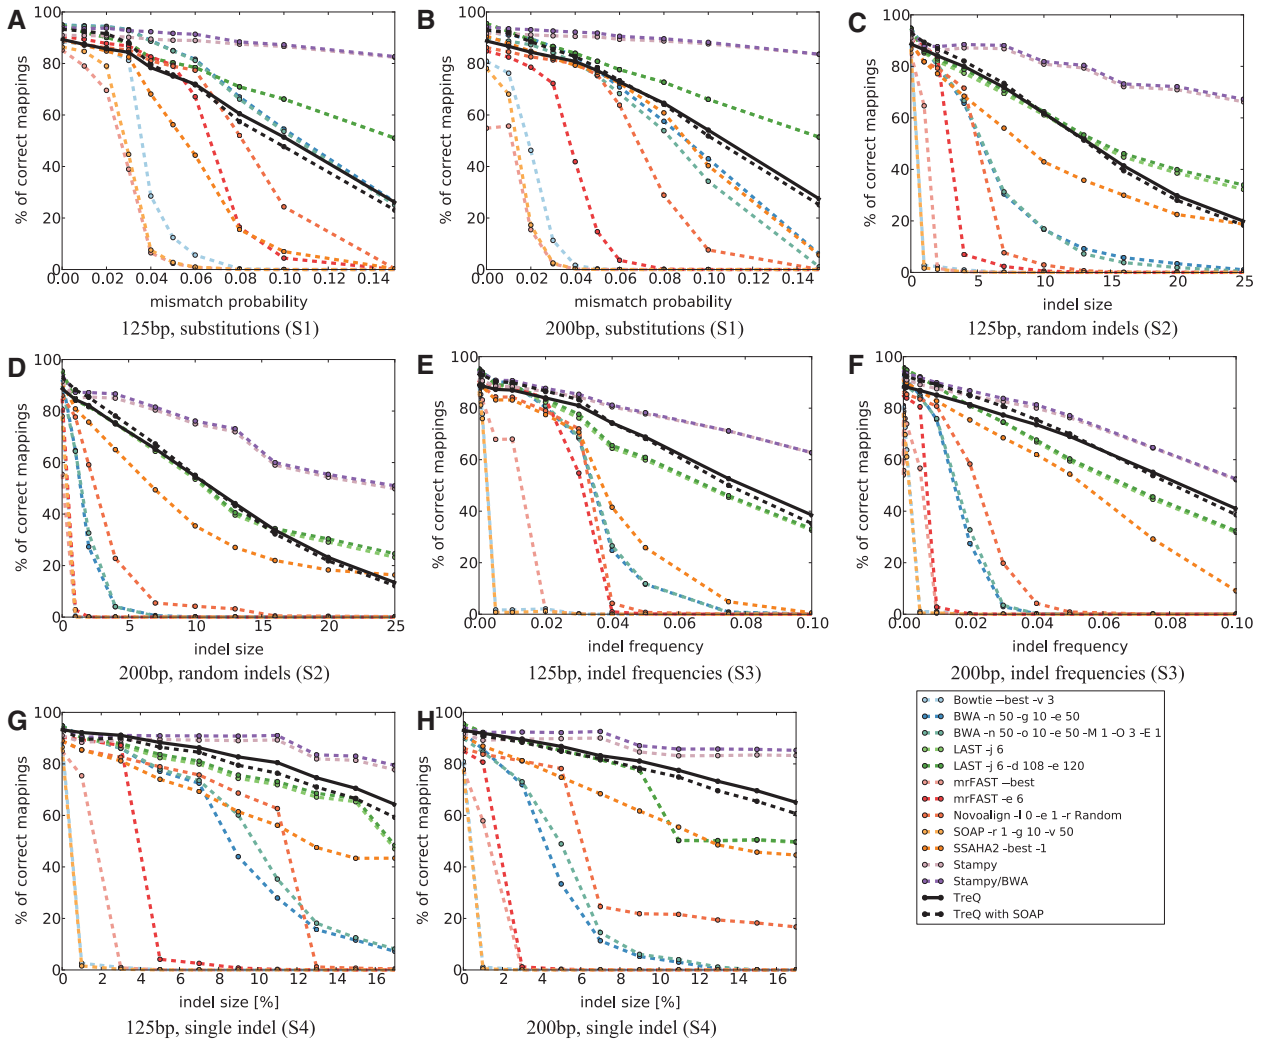 A
% of correct mappings
100
80
60
40
20
0
0.00 0.02 0.04 0.06 0.08 0.10 0.12 0.14
mismatch probability
125bp, substitutions (S1)
B
% of correct mappings
100
80
60
40
20
0
0.00 0.02 0.04 0.06 0.08 0.10 0.12 0.14
mismatch probability
200bp, substitutions (S1)
C
% of correct mappings
100
80
60
40
20
0
0 5 10 15 20 25
indel size
125bp, random indels (S2)
D
% of correct mappings
100
80
60
40
20
0
0 5 10 15 20 25
indel size
200bp, random indels (S2)
E
% of correct mappings
100
80
60
40
20
0
0.00 0.02 0.04 0.06 0.08 0.10
indel frequency
125bp, indel frequencies (S3)
F
% of correct mappings
100
80
60
40
20
0
0.00 0.02 0.04 0.06 0.08 0.10
indel frequency
200bp, indel frequencies (S3)
G
% of correct mappings
100
80
60
40
20
0
0 2 4 6 8 10 12 14 16
indel size [%]
125bp, single indel (S4)
H
% of correct mappings
100
80
60
40
20
0
0 2 4 6 8 10 12 14 16
indel size [%]
200bp, single indel (S4)
Bowtie --best -v 3
BWA -n 50 -g 10 -e 50
BWA -n 50 -o 10 -e 50 -M 1 -O 3 -E 1
LAST -j 6
LAST -j 6 -d 108 -e 120
mrFAST --best
mrFAST -e 6
Novoalign -l 0 -e 1 -r Random
SOAP -r 1 -g 10 -v 50
SSAHA2 -best -1
Stampy
Stampy/BWA
TreQ
TreQ with SOAP